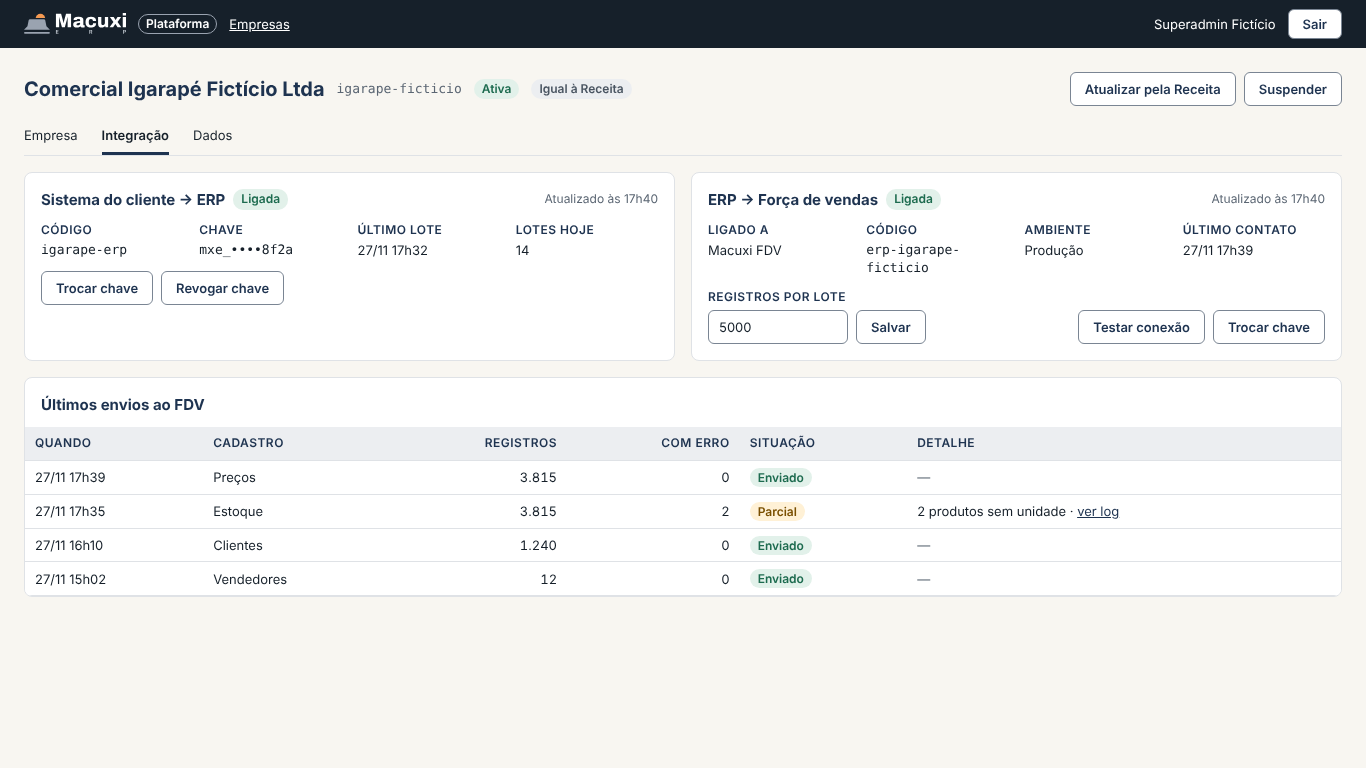 Macuxi
E R P
Plataforma
Empresas
Superadmin Fictício
Sair
Comercial Igarapé Fictício Ltda
igarape-ficticio
Ativa
Igual à Receita
Atualizar pela Receita
Suspender
Empresa
Integração
Dados
Sistema do cliente → ERP
Ligada
Atualizado às 17h40
CÓDIGO
CHAVE
ÚLTIMO LOTE
LOTES HOJE
igarape-erp
mxe_••••8f2a
27/11 17h32
14
Trocar chave
Revogar chave
ERP → Força de vendas
Ligada
Atualizado às 17h40
LIGADO A
CÓDIGO
AMBIENTE
ÚLTIMO CONTATO
Macuxi FDV
erp-igarape-
ficticio
Produção
27/11 17h39
REGISTROS POR LOTE
5000
Salvar
Testar conexão
Trocar chave
Últimos envios ao FDV
QUANDO CADASTRO REGISTROS COM ERRO SITUAÇÃO DETALHE
27/11 17h39 Preços 3.815 0 Enviado —
27/11 17h35 Estoque 3.815 2 Parcial 2 produtos sem unidade · ver log
27/11 16h10 Clientes 1.240 0 Enviado —
27/11 15h02 Vendedores 12 0 Enviado —